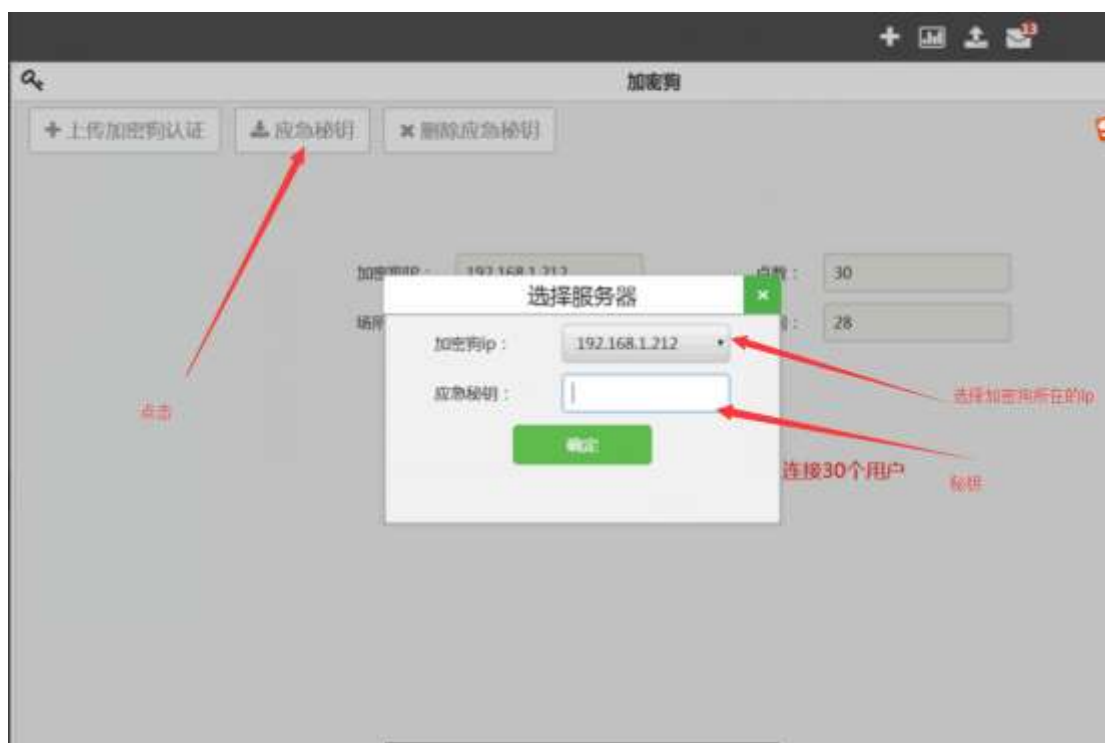 13
加密狗
上传加密狗认证 应急秘钥 删除应急秘钥
加密狗IP： 192.168.1.212 点数： 30
选择服务器
28
加密狗ip： 192.168.1.212
应急秘钥：
选择加密狗所在的ip
点击
确定
连接30个用户
秘钥